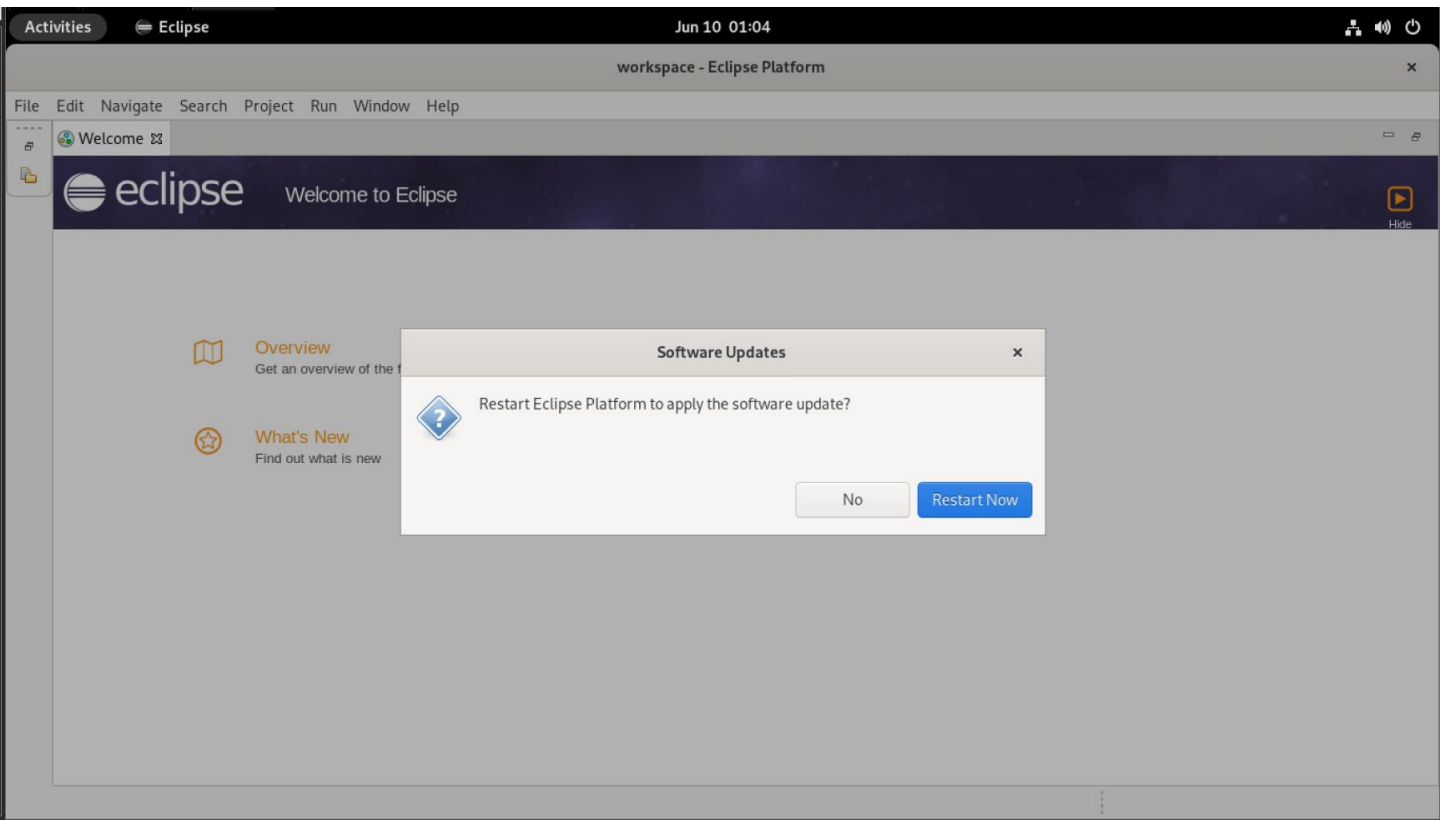 Activities
Eclipse
Jun 10 01:04
workspace - Eclipse Platform
File Edit Navigate Search Project Run Window Help
Welcome
eclipse
Welcome to Eclipse
Hide
Overview
Get an overview of the
What's New
Find out what is new
Software Updates
Restart Eclipse Platform to apply the software update?
No
Restart Now